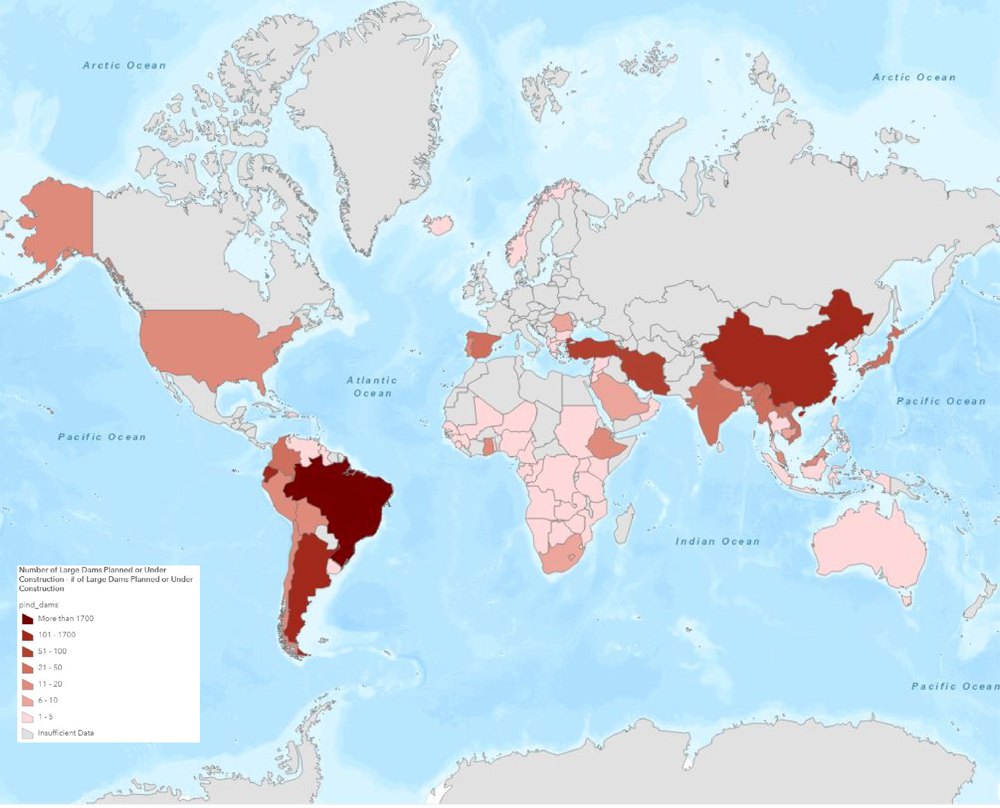 Arctic Ocean
Arctic Ocean
Atlantic
Ocean
Pacific Ocean
Pacific Ocean
Indian Ocean
Pacific Ocean
Number of Large Dams Planned or Under
Construction - # of Large Dams Planned or Under
Construction
plnd_dams
More than 1700
101 - 1700
51 - 100
21 - 50
11 - 20
6 - 10
1 - 5
Insufficient Data